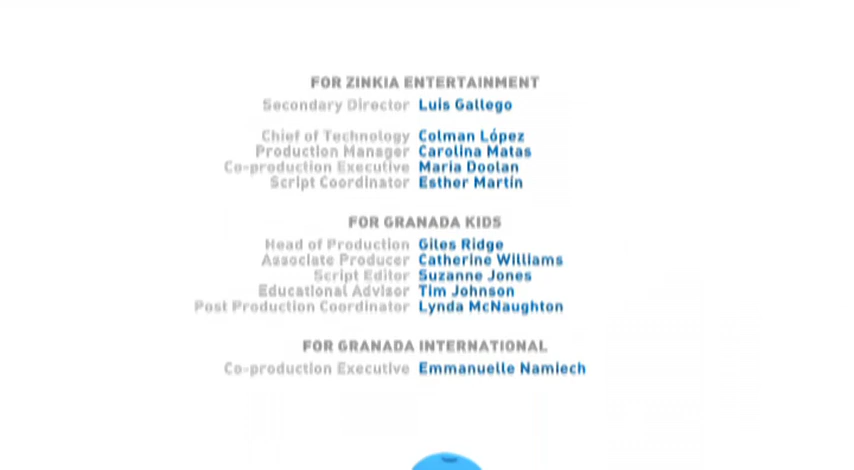 FOR ZINKIA ENTERTAINMENT
Secondary Director Luis Gallego
Chief of Technology Colman López
Production Manager Carolina Matas
Co-production Executive Maria Doolan
Script Coordinator Esther Martín
FOR GRANADA KIDS
Head of Production Giles Ridge
Associate Producer Catherine Williams
Script Editor Suzanne Jones
Educational Advisor Tim Johnson
Post Production Coordinator Lynda McNaughton
FOR GRANADA INTERNATIONAL
Co-production Executive Emmanuelle Namiech